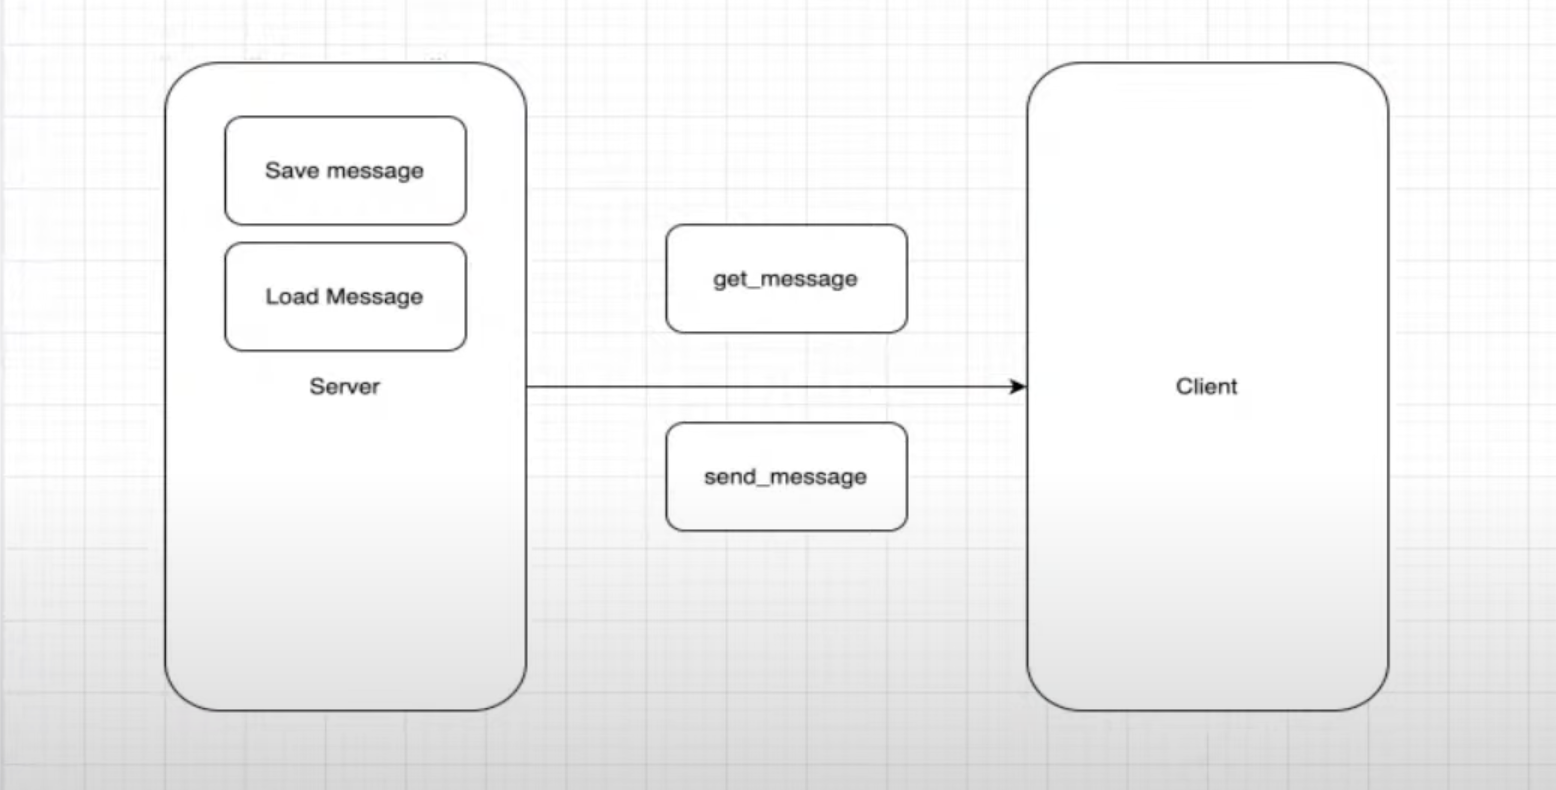 Save message
Load Message
Server
get_message
send_message
Client